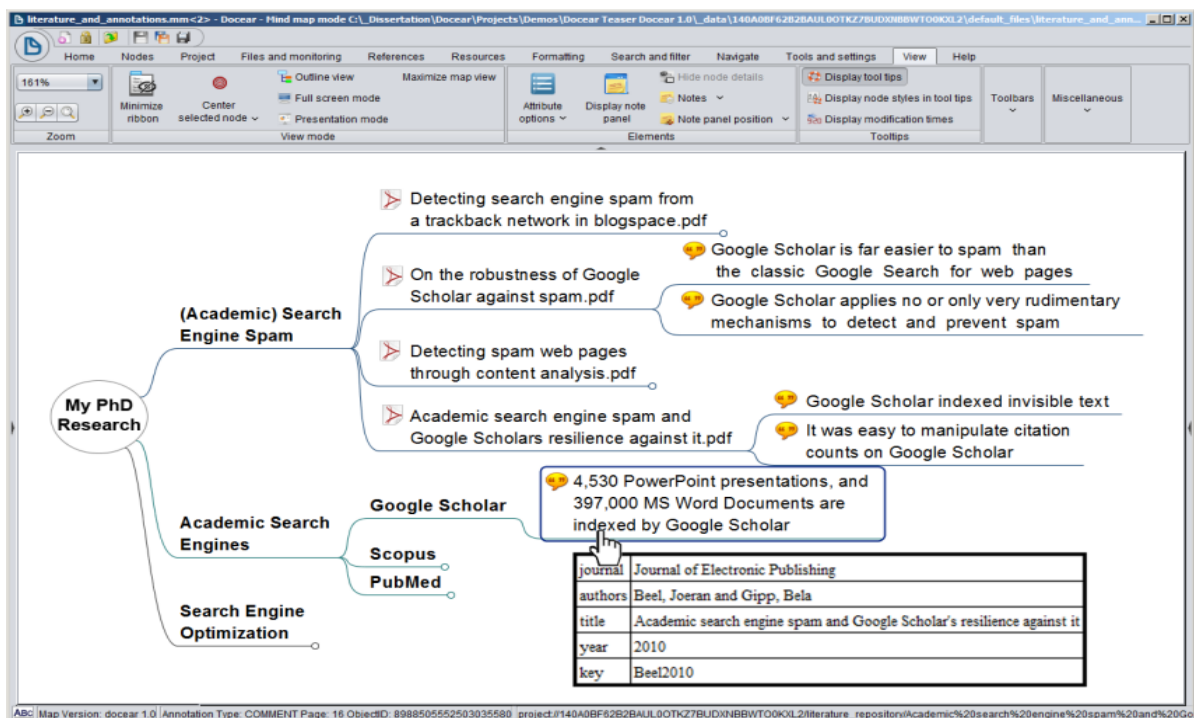 literature_and_annotations.mm<2> - Docear - Mind map mode C:\_Dissertation\Docear\Projects\Demos\Docear Teaser Docear 1.0\_data\140A0BF62B2BAUL0OTKZ7BUDXNBBWTO0KXL2\default_files\literature_and_ann...
Home Nodes Project Files and monitoring References Resources Formatting Search and filter Navigate Tools and settings View Help
161%
Zoom
Minimize ribbon
Center selected node
Outline view
Full screen mode
Presentation mode
Maximize map view
View mode
Attribute options
Display note panel
Hide node details
Notes
Note panel position
Elements
Display tool tips
Display node styles in tool tips
Display modification times
Tooltips
Toolbars
Miscellaneous
My PhD
Research
(Academic) Search
Engine Spam
Detecting search engine spam from
a trackback network in blogspace.pdf
On the robustness of Google
Scholar against spam.pdf
Google Scholar is far easier to spam than
the classic Google Search for web pages
Google Scholar applies no or only very rudimentary
mechanisms to detect and prevent spam
Detecting spam web pages
through content analysis.pdf
Academic search engine spam and
Google Scholars resilience against it.pdf
Google Scholar indexed invisible text
It was easy to manipulate citation
counts on Google Scholar
Academic Search
Engines
Google Scholar
4,530 PowerPoint presentations, and
397,000 MS Word Documents are
indexed by Google Scholar
Scopus
PubMed
Search Engine
Optimization
journal Journal of Electronic Publishing
authors Beel, Joeran and Gipp, Bela
title Academic search engine spam and Google Scholar's resilience against it
year 2010
key Beel2010
ABC Map Version: docear 1.0 Annotation Type: COMMENT Page: 16 ObjectID: 8988505552503035580 project://140A0BF62B2BAUL0OTKZ7BUDXNBBWTO0KXL2/literature_repository/Academic%20search%20engine%20spam%20and%20Go